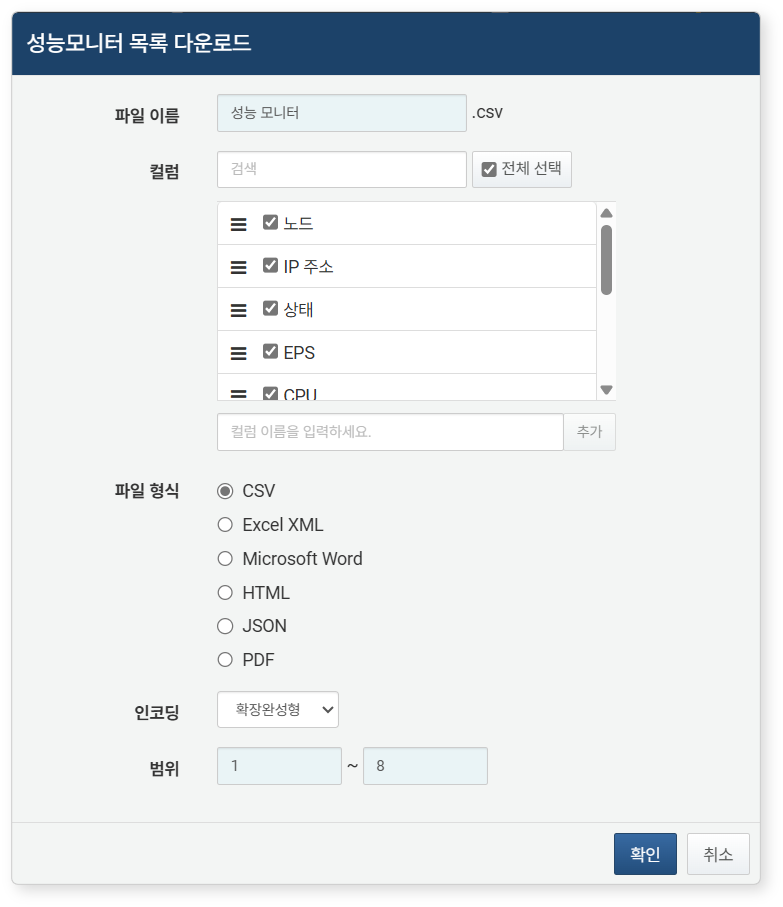 성능모니터 목록 다운로드
파일 이름 성능 모니터 .csv
컬럼 검색 전체 선택
노드
IP 주소
상태
EPS
CPU
컬럼 이름을 입력하세요. 추가
파일 형식 CSV
Excel XML
Microsoft Word
HTML
JSON
PDF
인코딩 확장완성형
범위 1 ~ 8
확인 취소